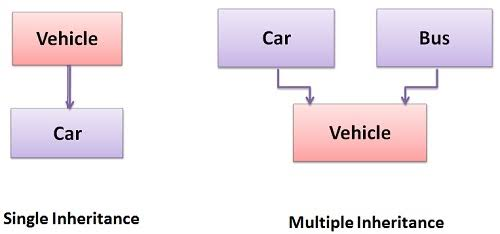 Vehicle
Car
Single Inheritance
Car
Bus
Vehicle
Multiple Inheritance